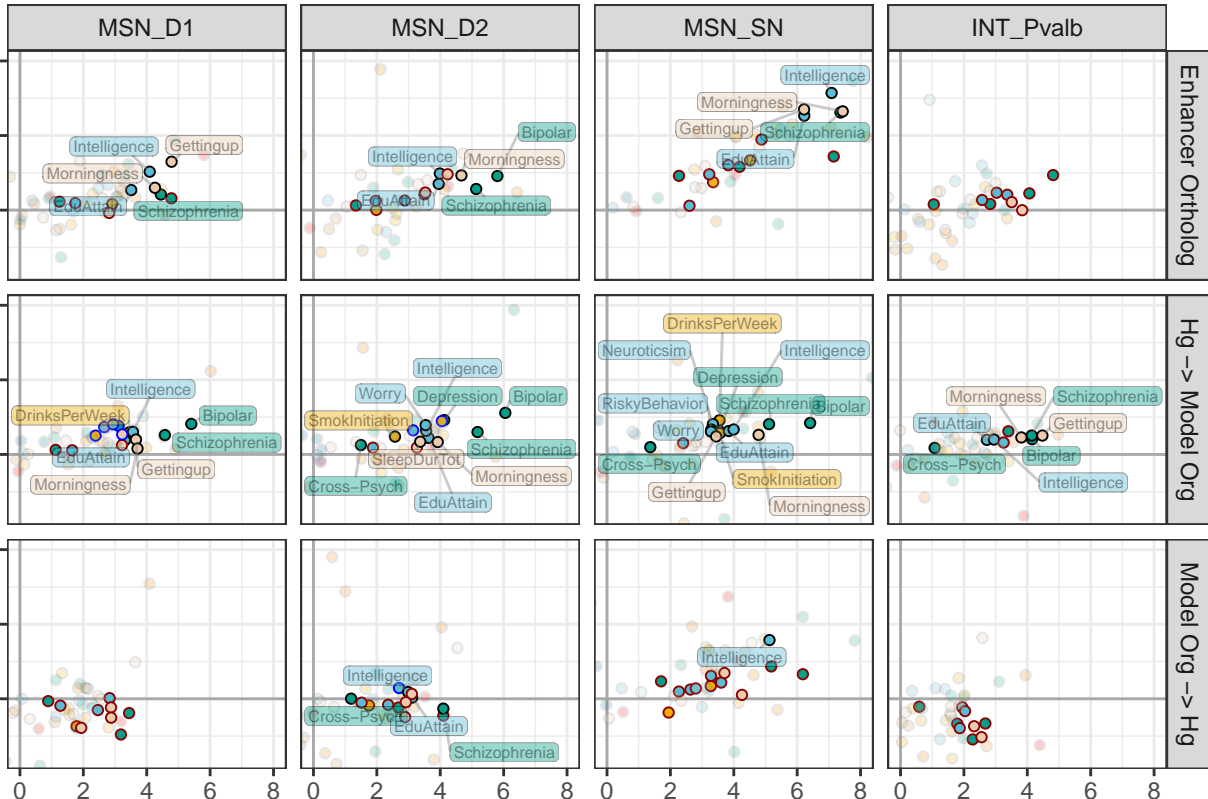 MSN_D1
MSN_D2
MSN_SN
INT_Pvalb
Intelligence
Gettingup
Morningness
EduAttain
Schizophrenia
Bipolar
Intelligence
Morningness
EduAttain
Schizophrenia
Intelligence
Morningness
Gettingup
Schizophrenia
EduAttain
Enhancer Ortholog
Intelligence
DrinksPerWeek
Bipolar
Schizophrenia
EduAttain
Gettingup
Morningness
Intelligence
Worry
Depression
Bipolar
SmokInitiation
Schizophrenia
SleepDurTot
Morningness
Cross-Psych
EduAttain
DrinksPerWeek
Neuroticsim
Intelligence
Depression
RiskyBehavior
Schizophrenia
Bipolar
Worry
EduAttain
Cross-Psych
SmokInitiation
Gettingup
Morningness
Morningness
Schizophrenia
EduAttain
Gettingup
Cross-Psych
Bipolar
Intelligence
Hg -> Model Org
Intelligence
Cross-Psych
EduAttain
Schizophrenia
Intelligence
Model Org -> Hg
0 2 4 6 8 0 2 4 6 8 0 2 4 6 8 0 2 4 6 8